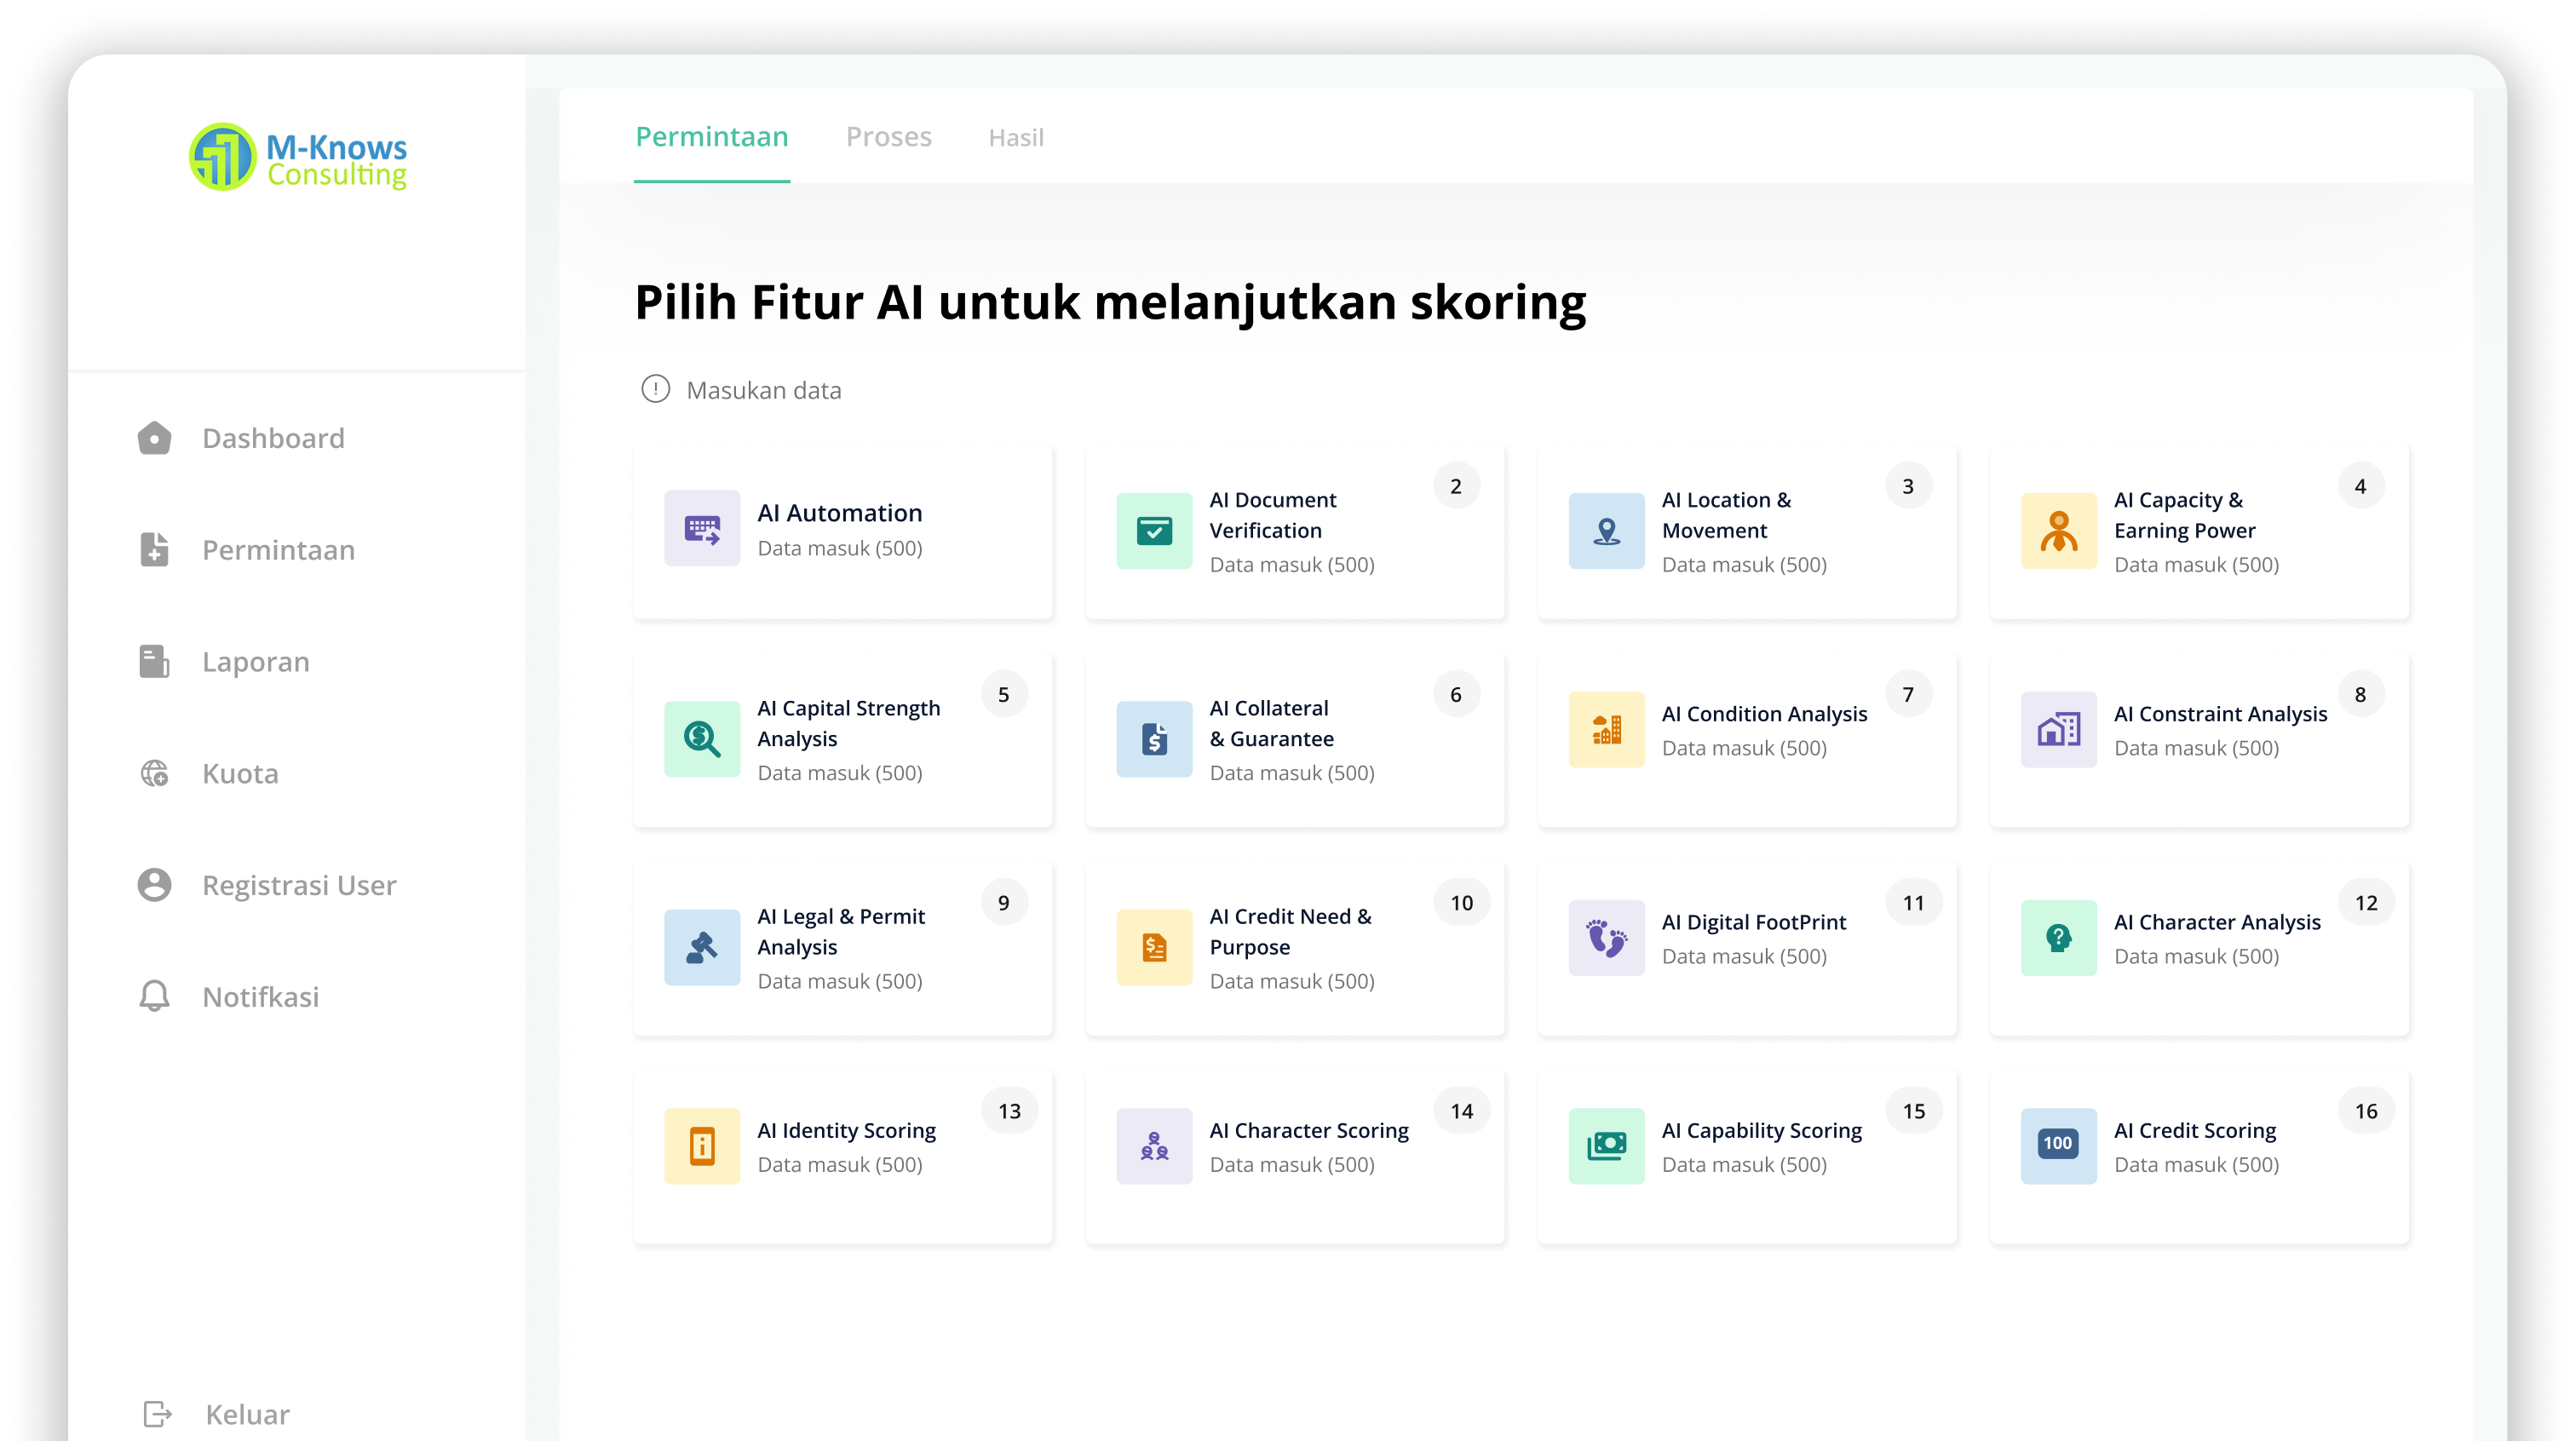 M-Knows
Consulting
Dashboard
Permintaan
Laporan
Kuota
Registrasi User
Notifkasi
Keluar
Permintaan Proses Hasil
Pilih Fitur AI untuk melanjutkan skoring
Masukan data
AI Automation
Data masuk (500)
2
AI Document
Verification
Data masuk (500)
3
AI Location &
Movement
Data masuk (500)
4
AI Capacity &
Earning Power
Data masuk (500)
5
AI Capital Strength
Analysis
Data masuk (500)
6
AI Collateral
& Guarantee
Data masuk (500)
7
AI Condition Analysis
Data masuk (500)
8
AI Constraint Analysis
Data masuk (500)
9
AI Legal & Permit
Analysis
Data masuk (500)
10
AI Credit Need &
Purpose
Data masuk (500)
11
AI Digital FootPrint
Data masuk (500)
12
AI Character Analysis
Data masuk (500)
13
AI Identity Scoring
Data masuk (500)
14
AI Character Scoring
Data masuk (500)
15
AI Capability Scoring
Data masuk (500)
16
100
AI Credit Scoring
Data masuk (500)